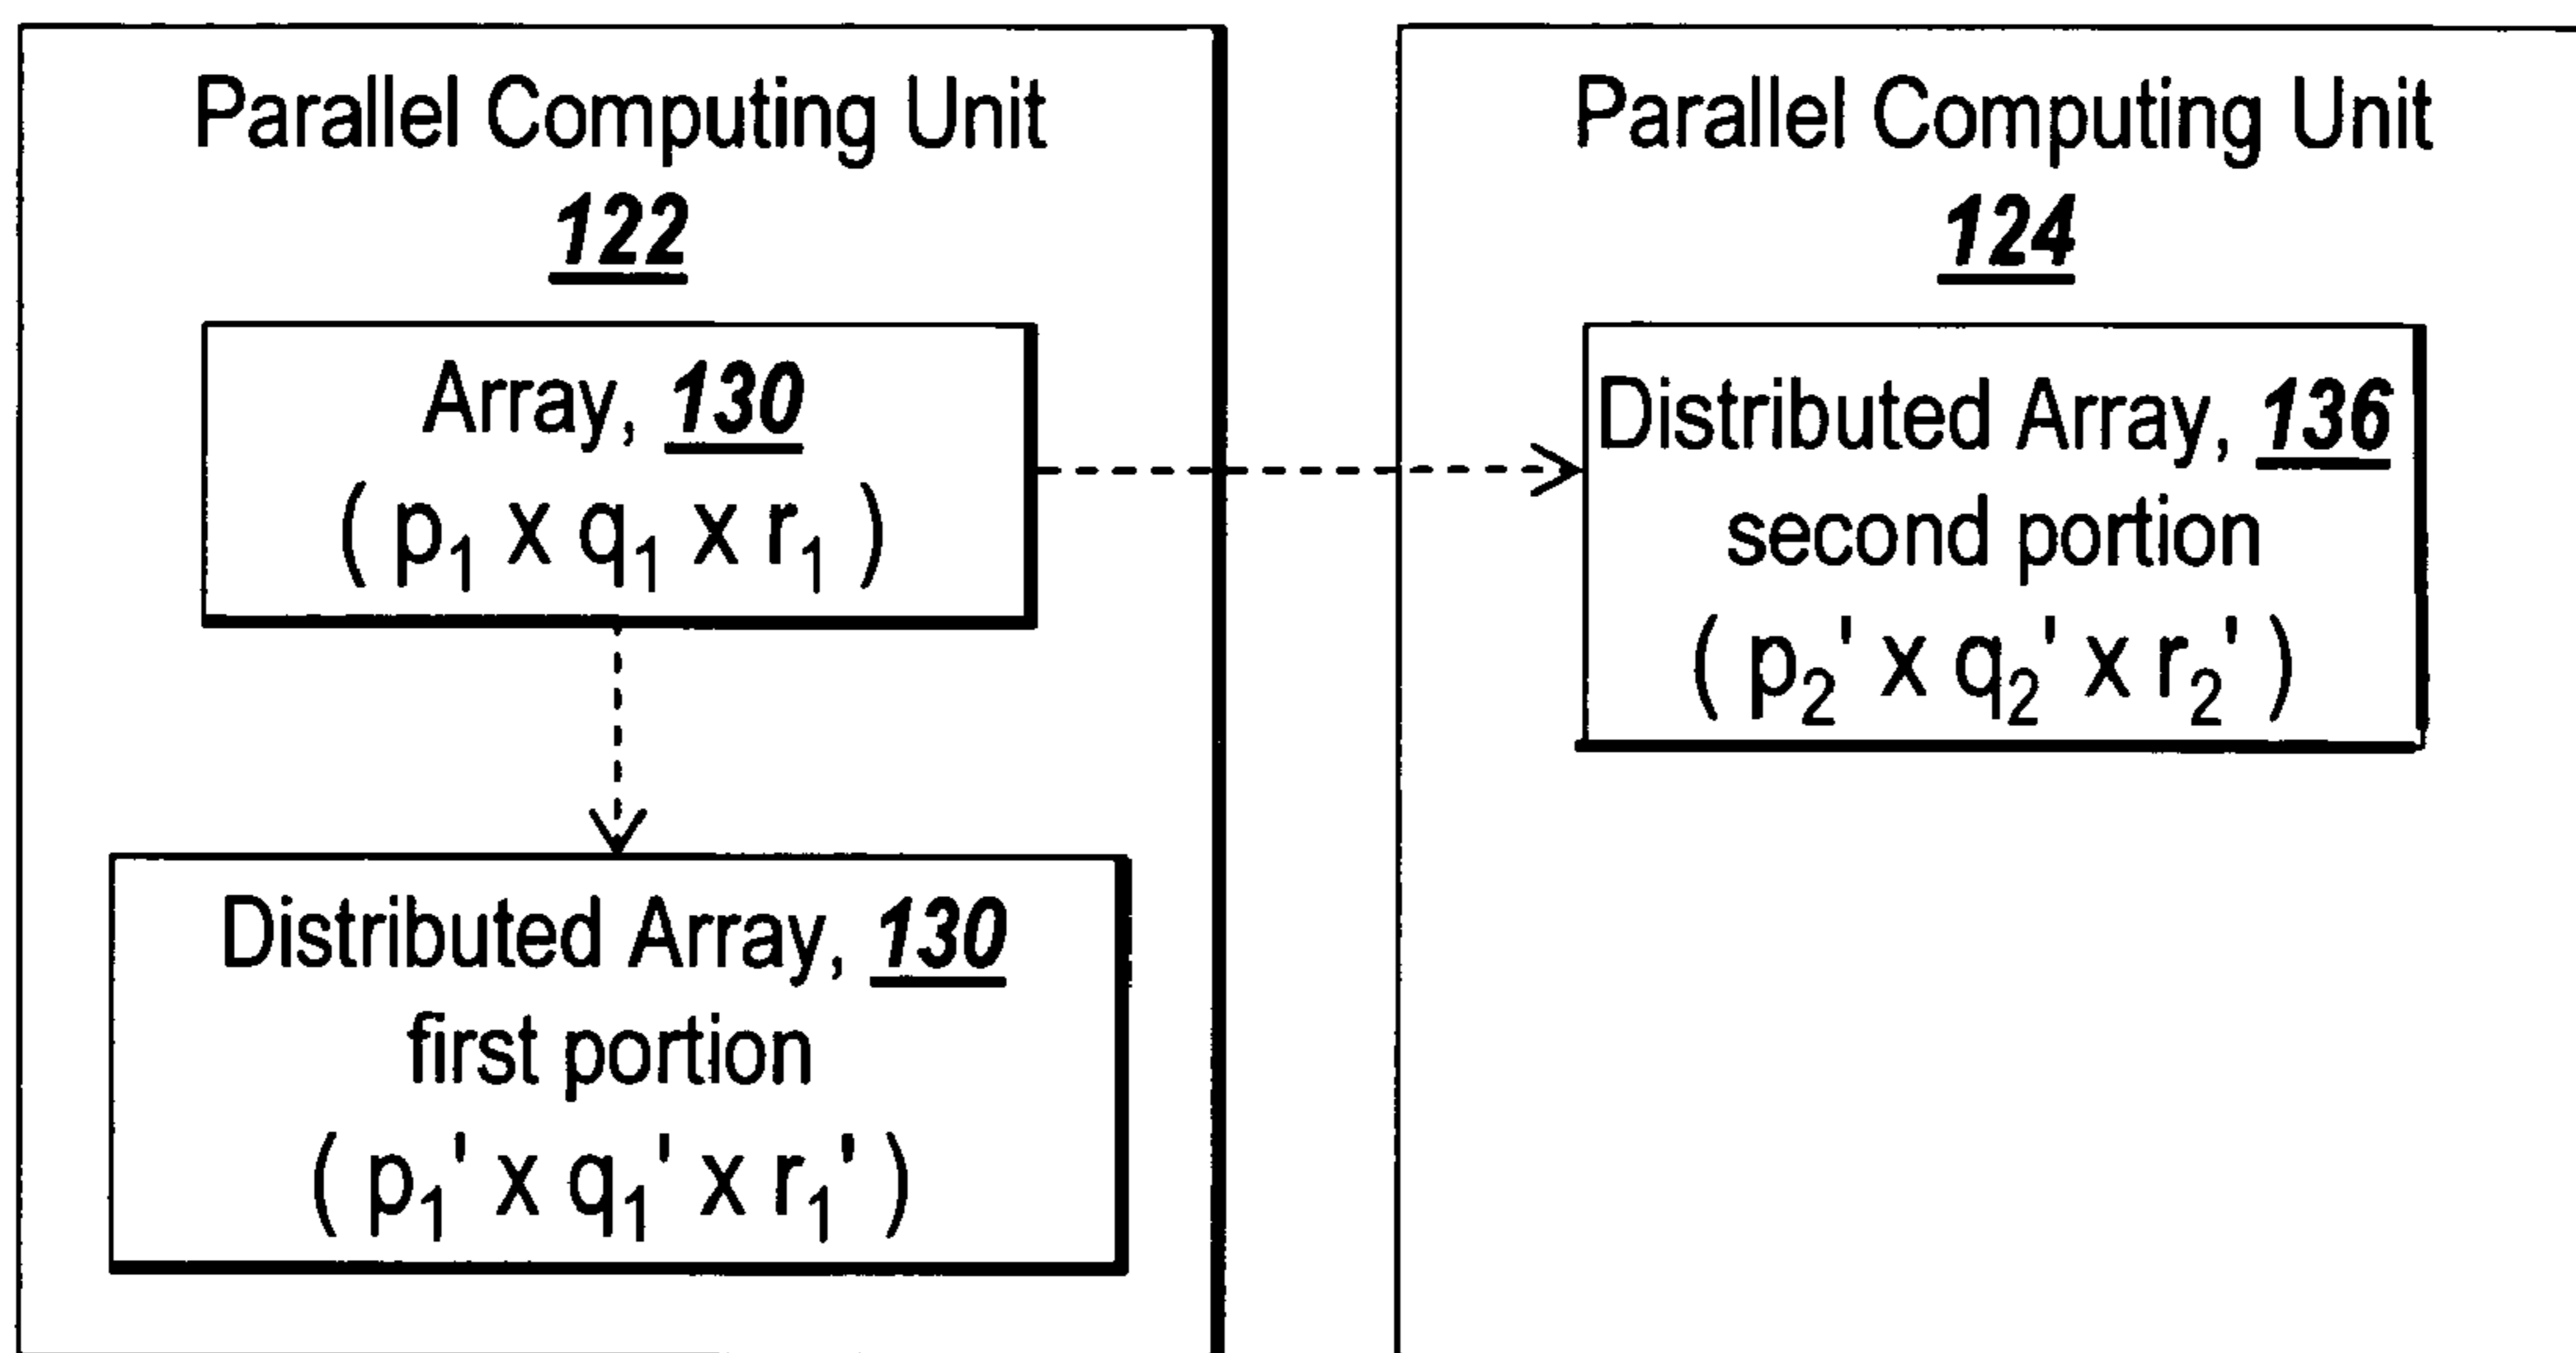 Parallel Computing Unit
122
Array, 130
( p₁ x q₁ x r₁ )
Distributed Array, 130
first portion
( p₁' x q₁' x r₁' )
Parallel Computing Unit
124
Distributed Array, 136
second portion
( p₂' x q₂' x r₂' )